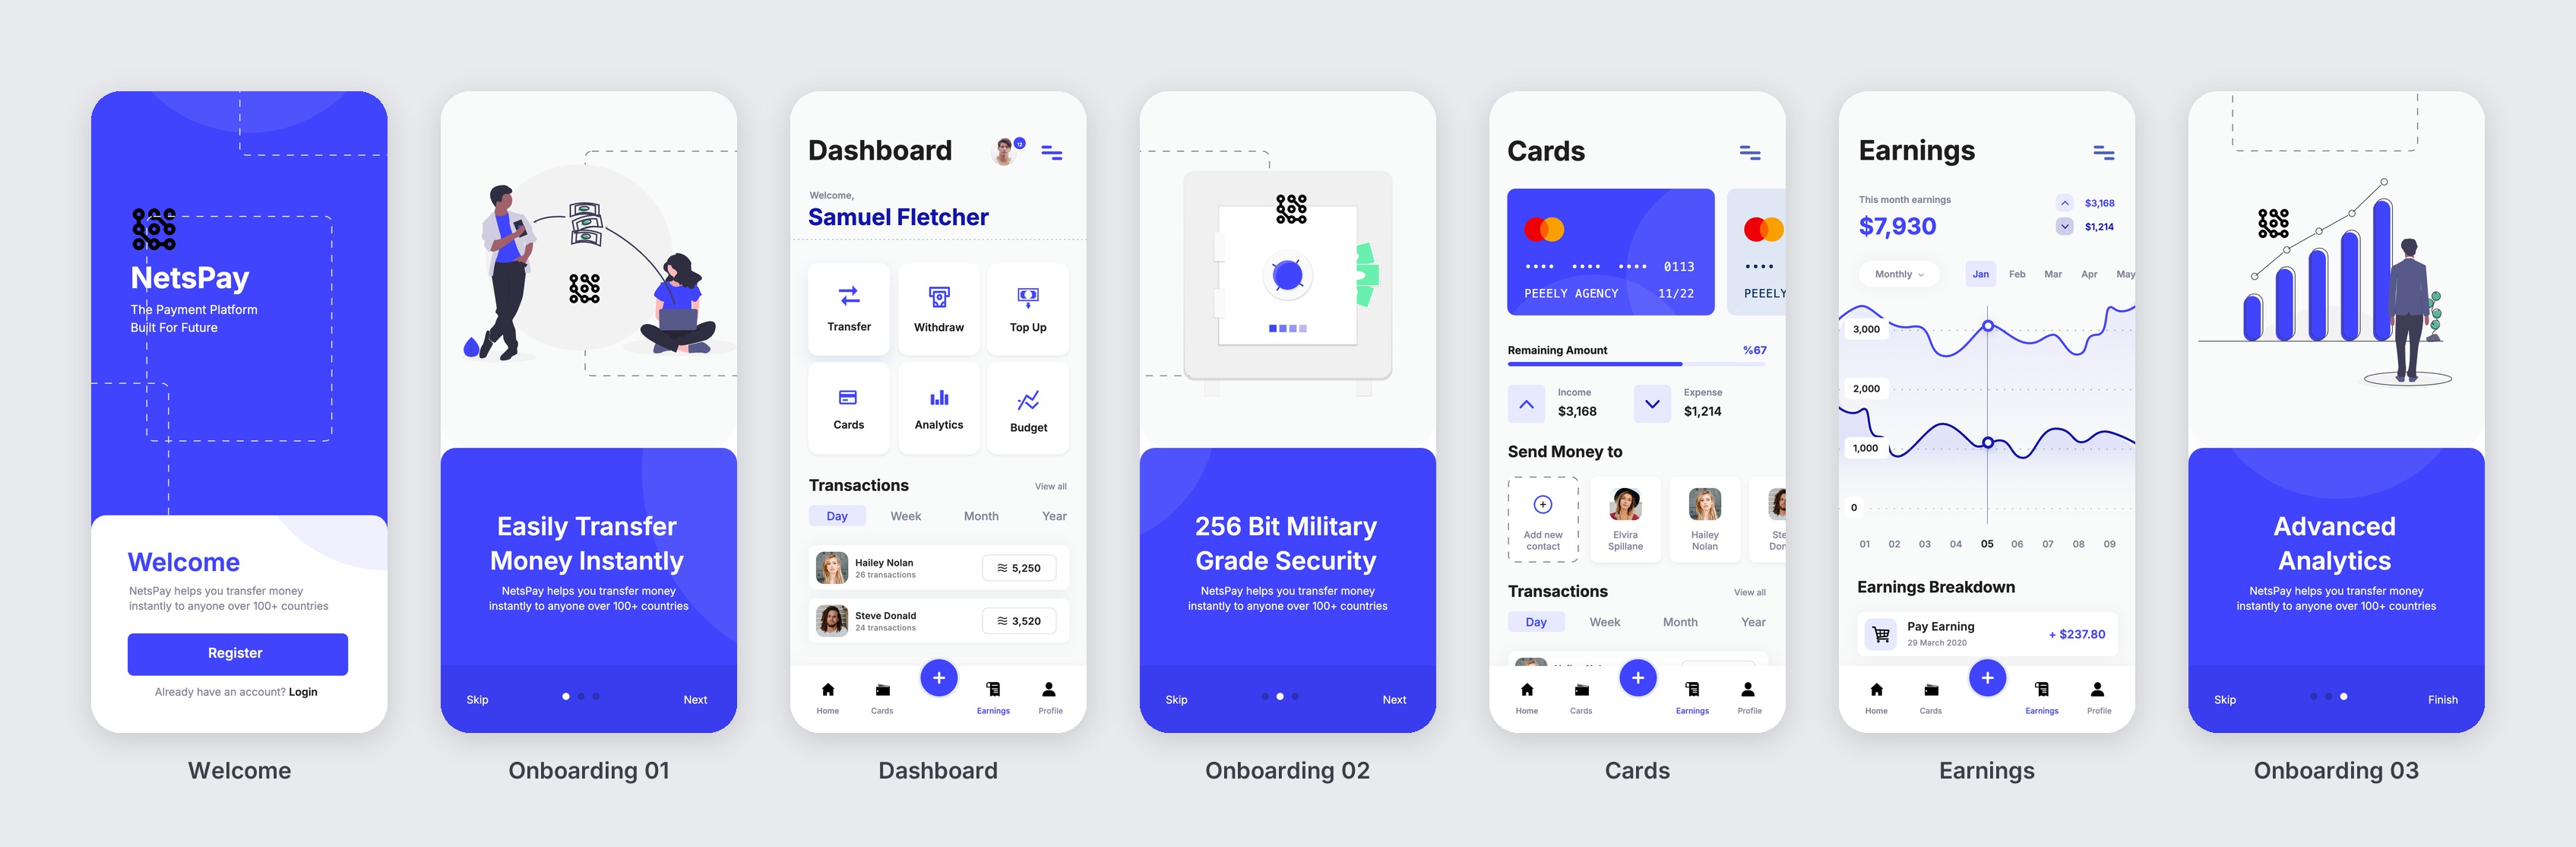 NetsPay
The Payment Platform
Built For Future
Welcome
NetsPay helps you transfer money
instantly to anyone over 100+ countries
Register
Already have an account? Login
Welcome
Easily Transfer
Money Instantly
NetsPay helps you transfer money
instantly to anyone over 100+ countries
Skip
Next
Onboarding 01
Dashboard
12
Welcome,
Samuel Fletcher
Transfer
Withdraw
Top Up
Cards
Analytics
Budget
Transactions
View all
Day
Week
Month
Year
Hailey Nolan
26 transactions
5,250
Steve Donald
24 transactions
3,520
Home
Cards
Earnings
Profile
Dashboard
256 Bit Military
Grade Security
NetsPay helps you transfer money
instantly to anyone over 100+ countries
Skip
Next
Onboarding 02
Cards
•••• •••• •••• 0113
PEEELY AGENCY 11/22
••••
PEEELY
Remaining Amount
%67
Income
$3,168
Expense
$1,214
Send Money to
Add new
contact
Elvira
Spillane
Hailey
Nolan
Ste
Don
Transactions
View all
Day
Week
Month
Year
Home
Cards
Earnings
Profile
Cards
Earnings
This month earnings
$7,930
$3,168
$1,214
Monthly
Jan
Feb
Mar
Apr
May
3,000
2,000
1,000
0
01 02 03 04 05 06 07 08 09
Earnings Breakdown
Pay Earning
29 March 2020
+ $237.80
Home
Cards
Earnings
Profile
Earnings
Advanced
Analytics
NetsPay helps you transfer money
instantly to anyone over 100+ countries
Skip
Finish
Onboarding 03